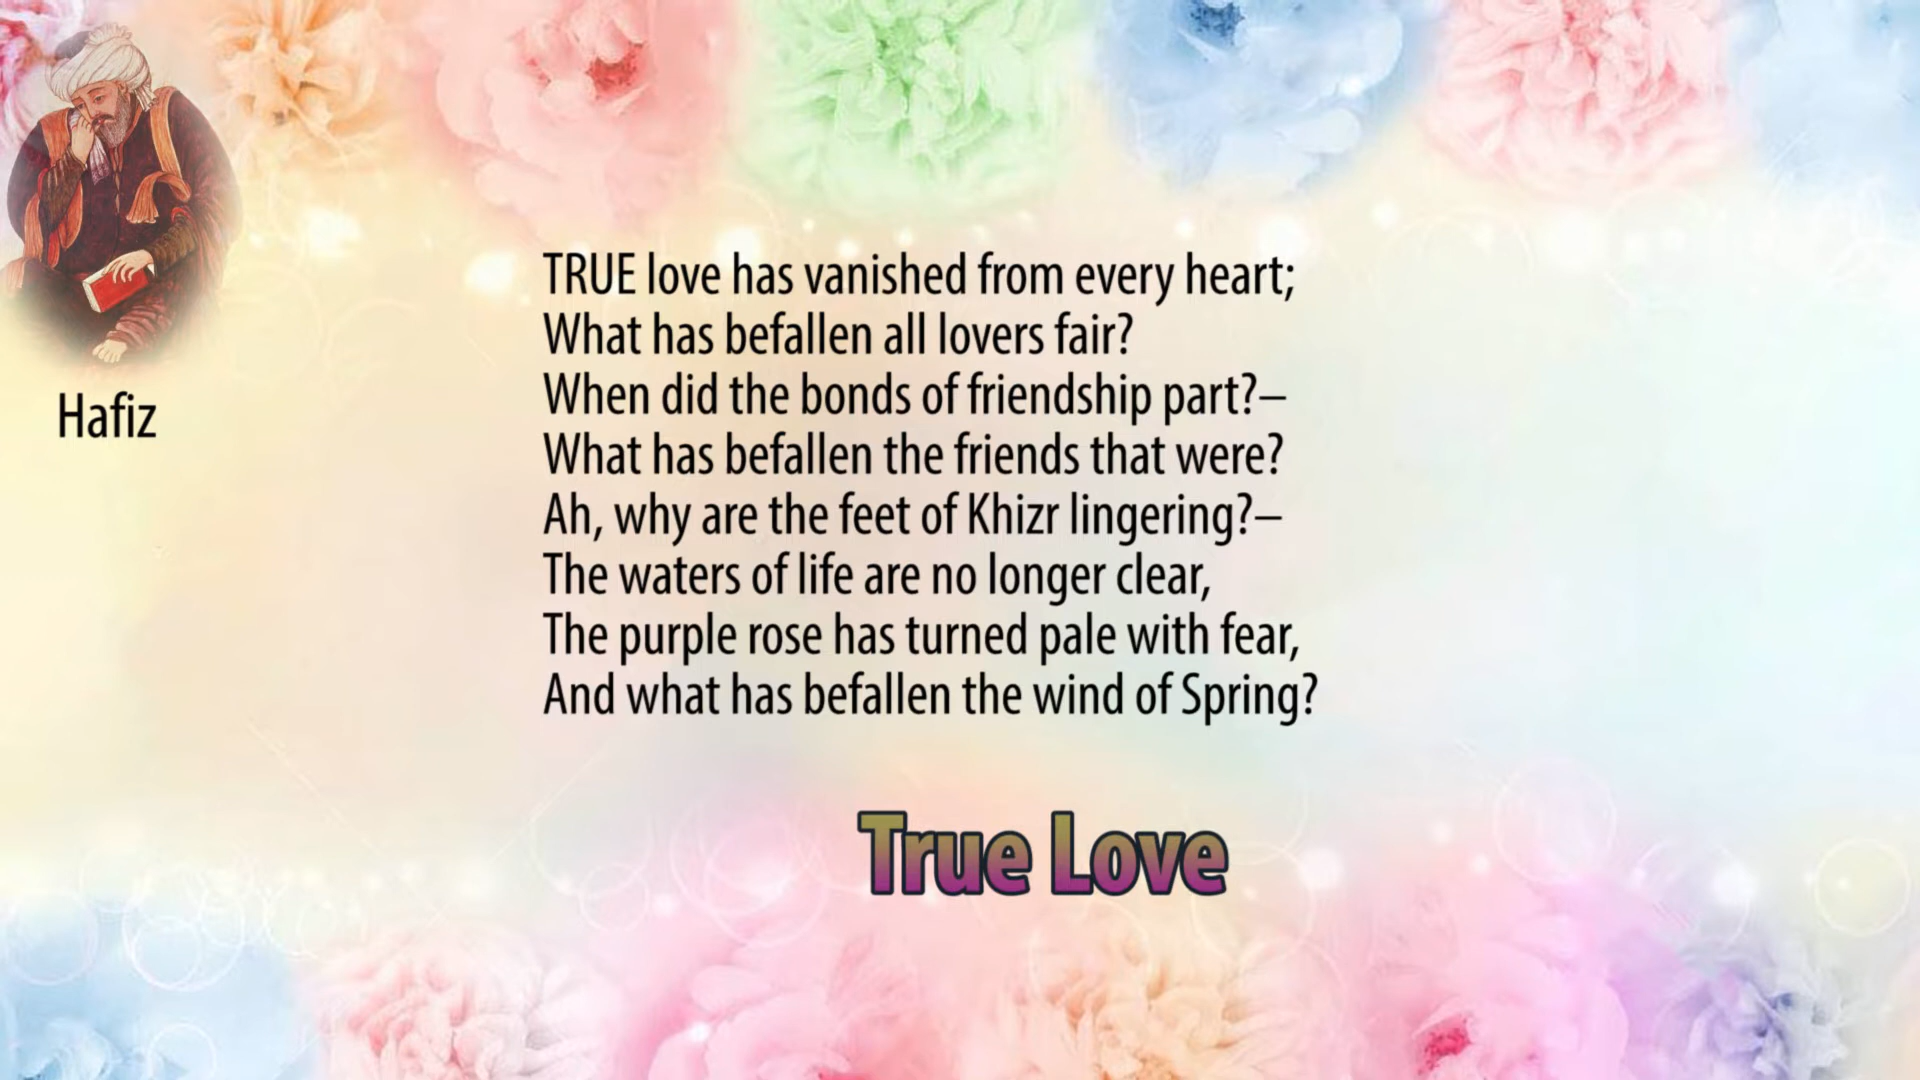 Hafiz
TRUE love has vanished from every heart;
What has befallen all lovers fair?
When did the bonds of friendship part?–
What has befallen the friends that were?
Ah, why are the feet of Khizr lingering?–
The waters of life are no longer clear,
The purple rose has turned pale with fear,
And what has befallen the wind of Spring?
True Love